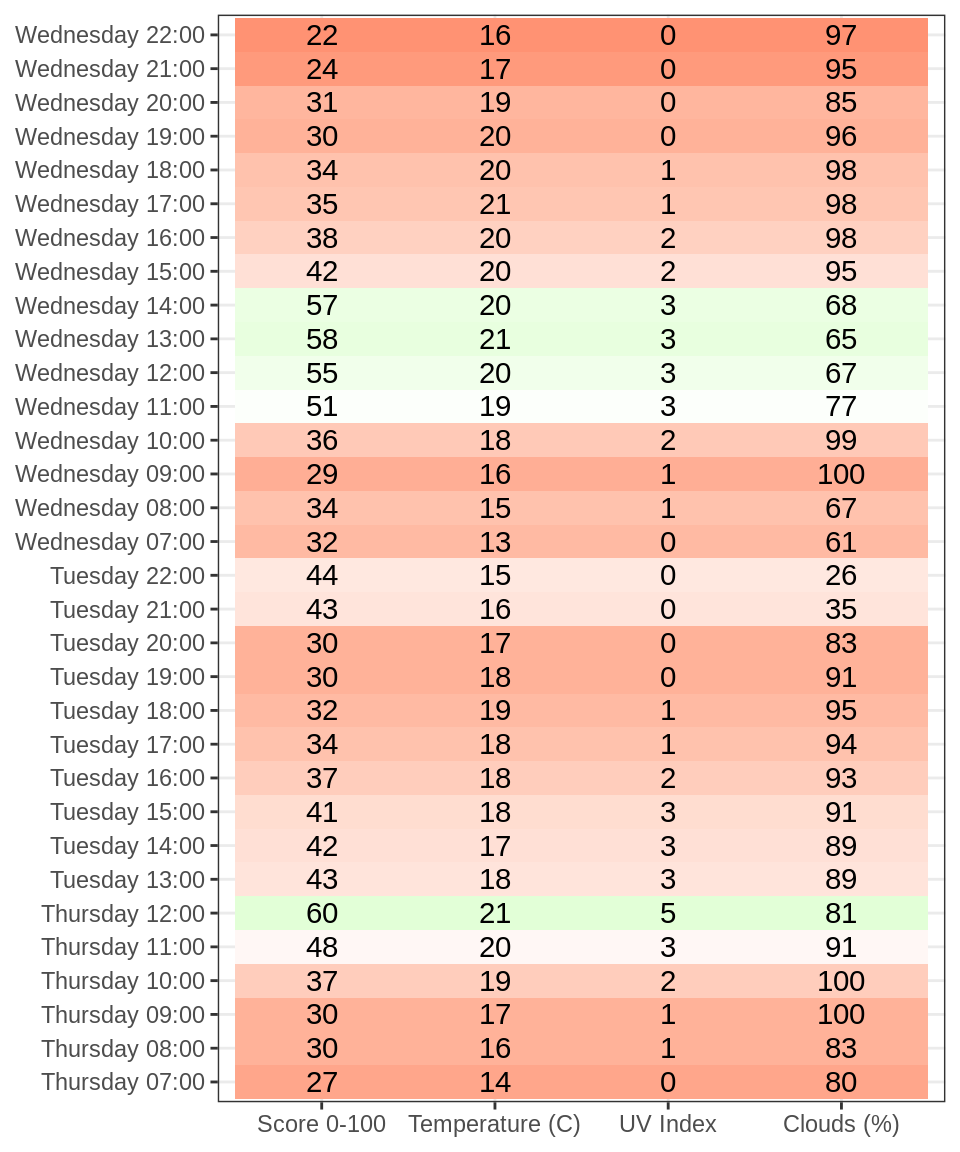 Wednesday 22:00 22 16 0 97
Wednesday 21:00 24 17 0 95
Wednesday 20:00 31 19 0 85
Wednesday 19:00 30 20 0 96
Wednesday 18:00 34 20 1 98
Wednesday 17:00 35 21 1 98
Wednesday 16:00 38 20 2 98
Wednesday 15:00 42 20 2 95
Wednesday 14:00 57 20 3 68
Wednesday 13:00 58 21 3 65
Wednesday 12:00 55 20 3 67
Wednesday 11:00 51 19 3 77
Wednesday 10:00 36 18 2 99
Wednesday 09:00 29 16 1 100
Wednesday 08:00 34 15 1 67
Wednesday 07:00 32 13 0 61
Tuesday 22:00 44 15 0 26
Tuesday 21:00 43 16 0 35
Tuesday 20:00 30 17 0 83
Tuesday 19:00 30 18 0 91
Tuesday 18:00 32 19 1 95
Tuesday 17:00 34 18 1 94
Tuesday 16:00 37 18 2 93
Tuesday 15:00 41 18 3 91
Tuesday 14:00 42 17 3 89
Tuesday 13:00 43 18 3 89
Thursday 12:00 60 21 5 81
Thursday 11:00 48 20 3 91
Thursday 10:00 37 19 2 100
Thursday 09:00 30 17 1 100
Thursday 08:00 30 16 1 83
Thursday 07:00 27 14 0 80
Score 0-100 Temperature (C) UV Index Clouds (%)